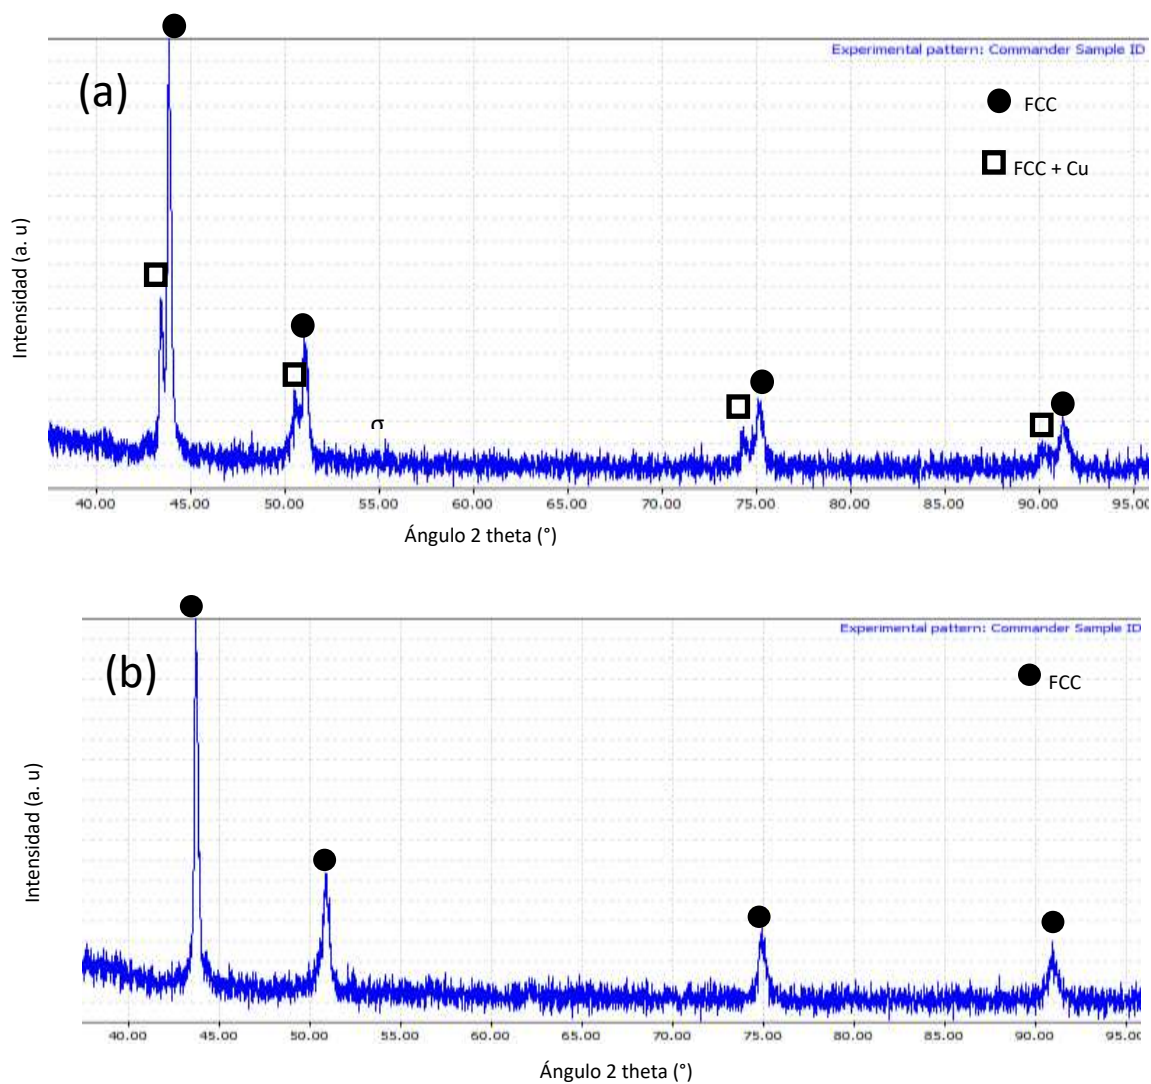 Experimental pattern: Commander Sample ID
(a)
FCC
FCC + Cu
Intensidad (a. u)
σ
40.00 45.00 50.00 55.00 60.00 65.00 70.00 75.00 80.00 85.00 90.00 95.00
Ángulo 2 theta (°)
Experimental pattern: Commander Sample ID
(b)
FCC
Intensidad (a. u)
40.00 45.00 50.00 55.00 60.00 65.00 70.00 75.00 80.00 85.00 90.00 95.00
Ángulo 2 theta (°)